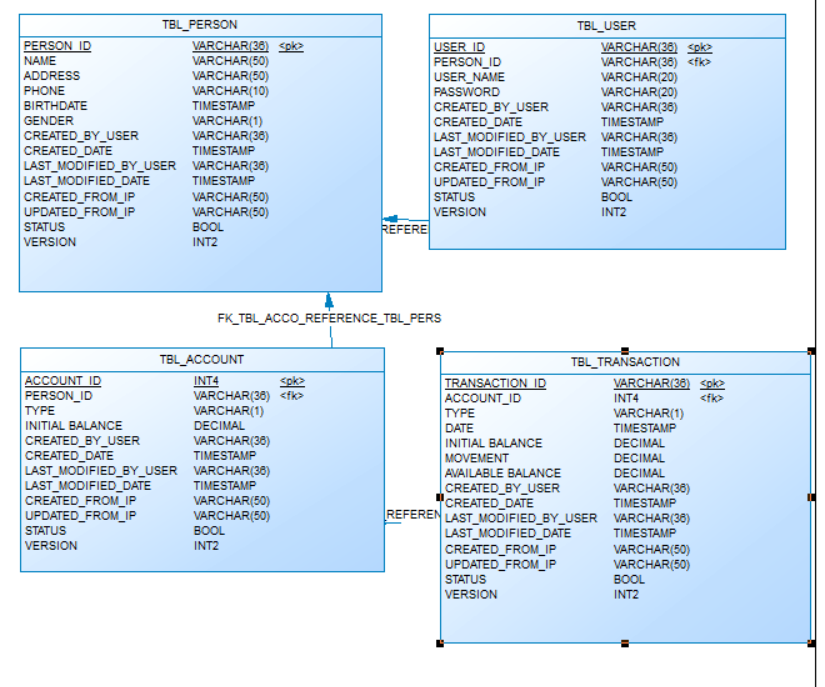 TBL_PERSON
PERSON_ID VARCHAR(36) <pk>
NAME VARCHAR(50)
ADDRESS VARCHAR(50)
PHONE VARCHAR(10)
BIRTHDATE TIMESTAMP
GENDER VARCHAR(1)
CREATED_BY_USER VARCHAR(36)
CREATED_DATE TIMESTAMP
LAST_MODIFIED_BY_USER VARCHAR(36)
LAST_MODIFIED_DATE TIMESTAMP
CREATED_FROM_IP VARCHAR(50)
UPDATED_FROM_IP VARCHAR(50)
STATUS BOOL
VERSION INT2
TBL_USER
USER_ID VARCHAR(36) <pk>
PERSON_ID VARCHAR(36) <fk>
USER_NAME VARCHAR(20)
PASSWORD VARCHAR(20)
CREATED_BY_USER VARCHAR(36)
CREATED_DATE TIMESTAMP
LAST_MODIFIED_BY_USER VARCHAR(36)
LAST_MODIFIED_DATE TIMESTAMP
CREATED_FROM_IP VARCHAR(50)
UPDATED_FROM_IP VARCHAR(50)
STATUS BOOL
VERSION INT2
REFERE
FK_TBL_ACCO_REFERENCE_TBL_PERS
TBL_ACCOUNT
ACCOUNT_ID INT4 <pk>
PERSON_ID VARCHAR(36) <fk>
TYPE VARCHAR(1)
INITIAL BALANCE DECIMAL
CREATED_BY_USER VARCHAR(36)
CREATED_DATE TIMESTAMP
LAST_MODIFIED_BY_USER VARCHAR(36)
LAST_MODIFIED_DATE TIMESTAMP
CREATED_FROM_IP VARCHAR(50)
UPDATED_FROM_IP VARCHAR(50)
STATUS BOOL
VERSION INT2
REFEREN
TBL_TRANSACTION
TRANSACTION_ID VARCHAR(36) <pk>
ACCOUNT_ID INT4 <fk>
TYPE VARCHAR(1)
DATE TIMESTAMP
INITIAL BALANCE DECIMAL
MOVEMENT DECIMAL
AVAILABLE BALANCE DECIMAL
CREATED_BY_USER VARCHAR(36)
CREATED_DATE TIMESTAMP
LAST_MODIFIED_BY_USER VARCHAR(36)
LAST_MODIFIED_DATE TIMESTAMP
CREATED_FROM_IP VARCHAR(50)
UPDATED_FROM_IP VARCHAR(50)
STATUS BOOL
VERSION INT2